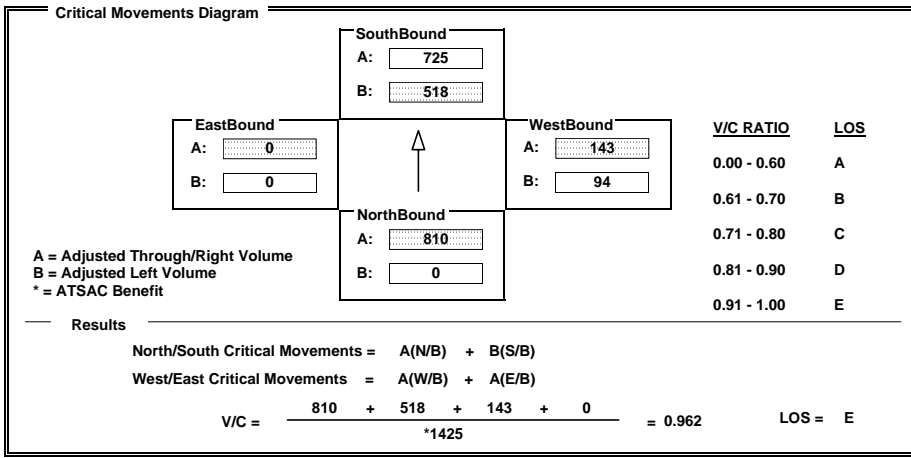 Critical Movements Diagram
SouthBound
A: 725
B: 518
EastBound
A: 0
B: 0
WestBound
A: 143
B: 94
NorthBound
A: 810
B: 0
V/C RATIO LOS
0.00 - 0.60 A
0.61 - 0.70 B
0.71 - 0.80 C
0.81 - 0.90 D
0.91 - 1.00 E
A = Adjusted Through/Right Volume
B = Adjusted Left Volume
* = ATSAC Benefit
Results
North/South Critical Movements = A(N/B) + B(S/B)
West/East Critical Movements = A(W/B) + A(E/B)
V/C = 810 + 518 + 143 + 0 = 0.962 LOS = E
*1425